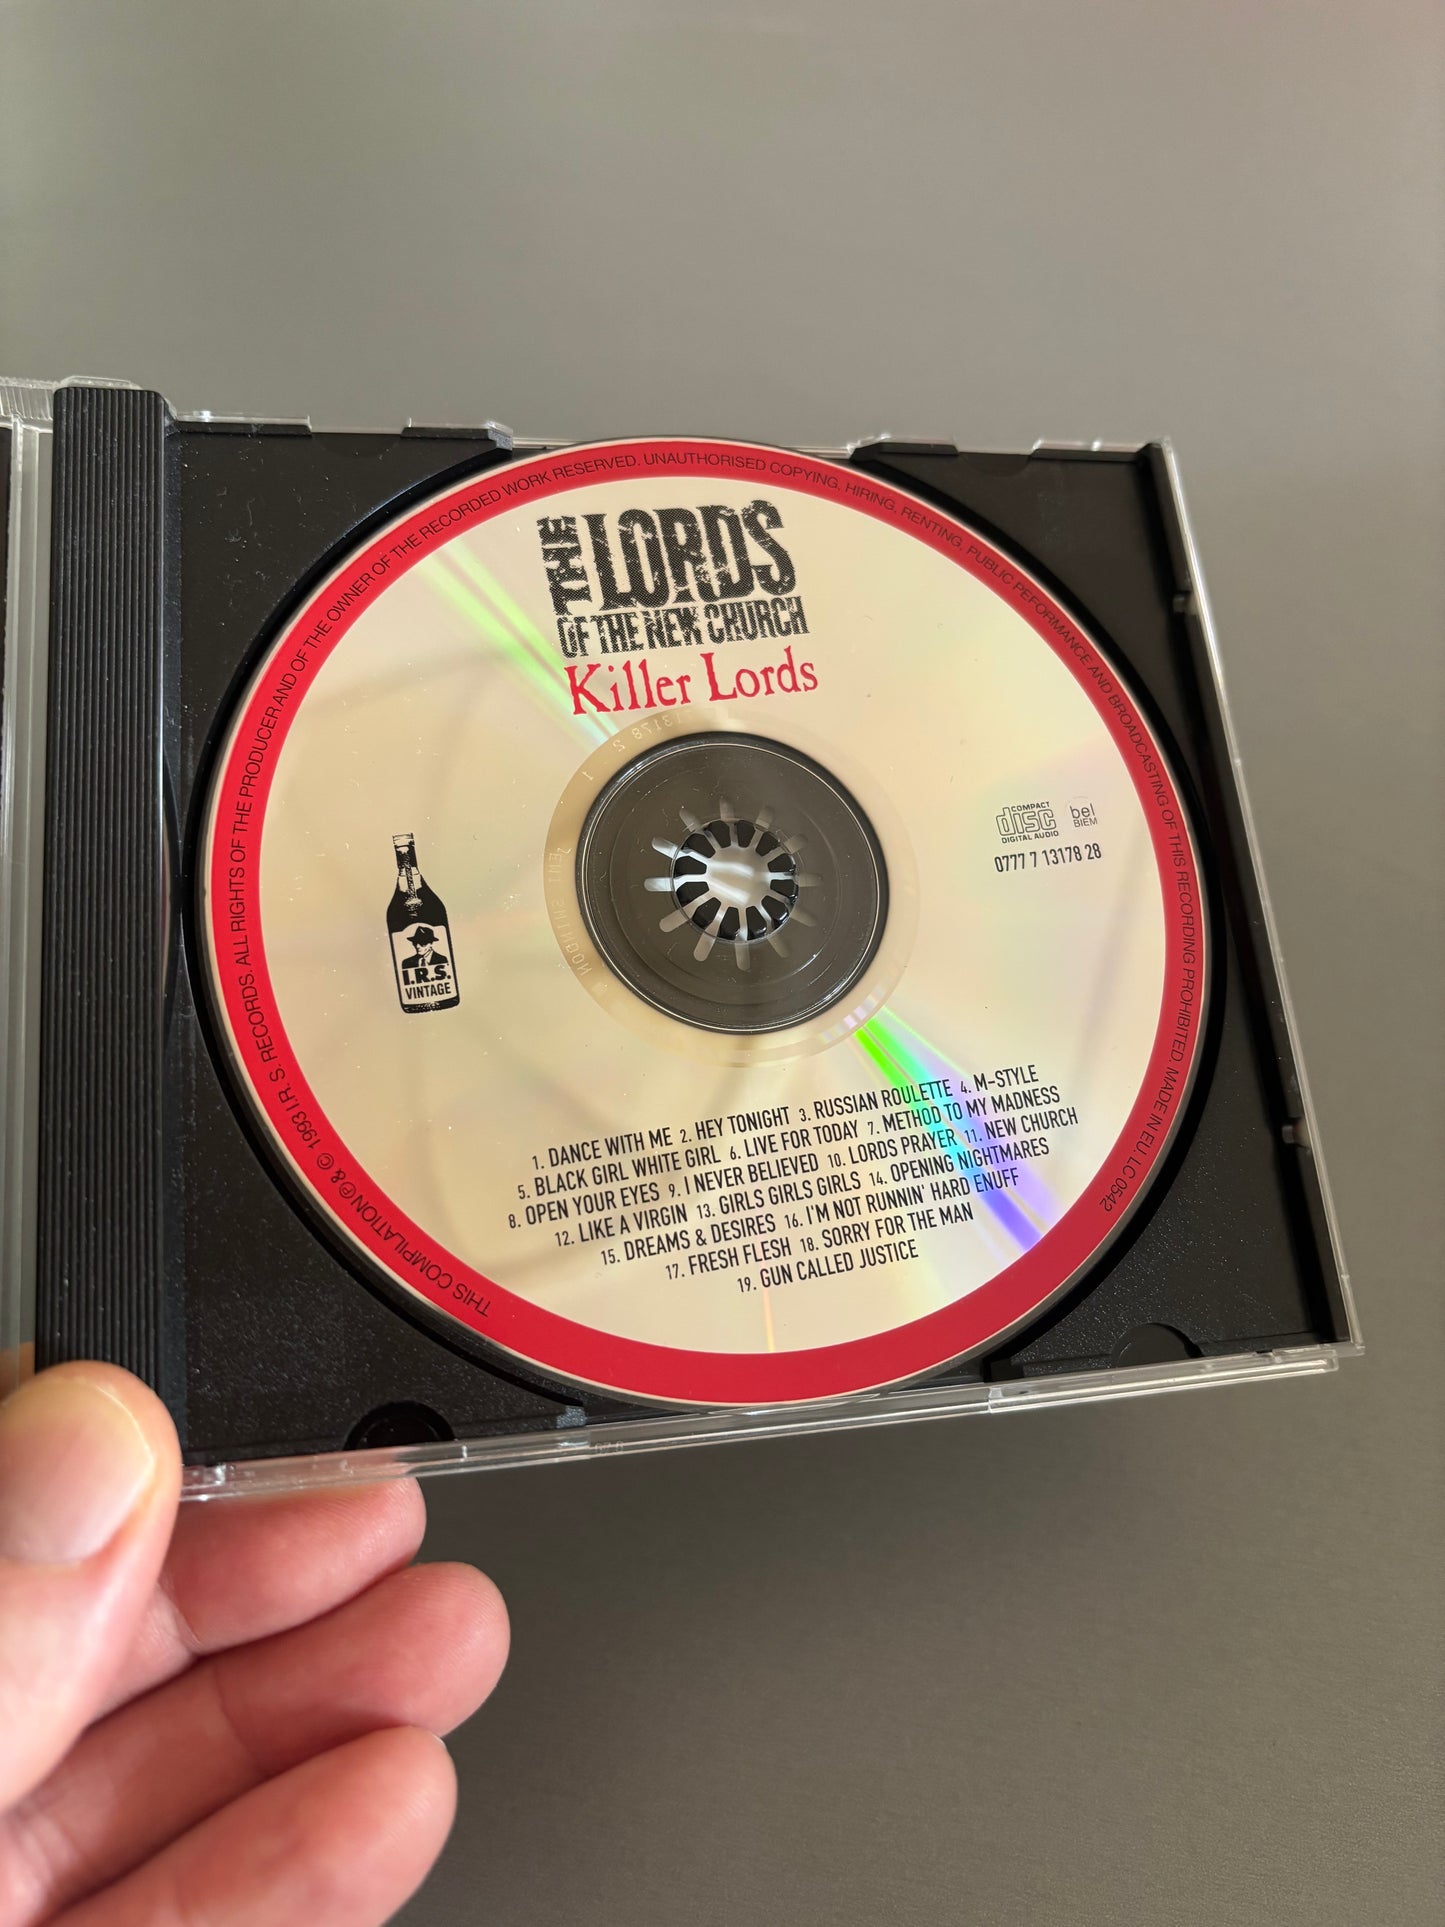 THIS COMPILATION ℗ & © 1993 I.R.S. RECORDS. ALL RIGHTS OF THE PRODUCER AND OF THE OWNER OF THE RECORDED WORK RESERVED. UNAUTHORISED COPYING, HIRING, RENTING, PUBLIC PEFORMANCE AND BROADCASTING OF THIS RECORDING PROHIBITED. MADE IN EU LC 0542
THE LORDS
OF THE NEW CHURCH
Killer Lords
COMPACT
disc
DIGITAL AUDIO
bel
BIEM
0777 7 13178 28
I.R.S.
VINTAGE
1. DANCE WITH ME 2. HEY TONIGHT 3. RUSSIAN ROULETTE 4. M-STYLE
5. BLACK GIRL WHITE GIRL 6. LIVE FOR TODAY 7. METHOD TO MY MADNESS
8. OPEN YOUR EYES 9. I NEVER BELIEVED 10. LORDS PRAYER 11. NEW CHURCH
12. LIKE A VIRGIN 13. GIRLS GIRLS GIRLS 14. OPENING NIGHTMARES
15. DREAMS & DESIRES 16. I'M NOT RUNNIN' HARD ENUFF
17. FRESH FLESH 18. SORRY FOR THE MAN
19. GUN CALLED JUSTICE